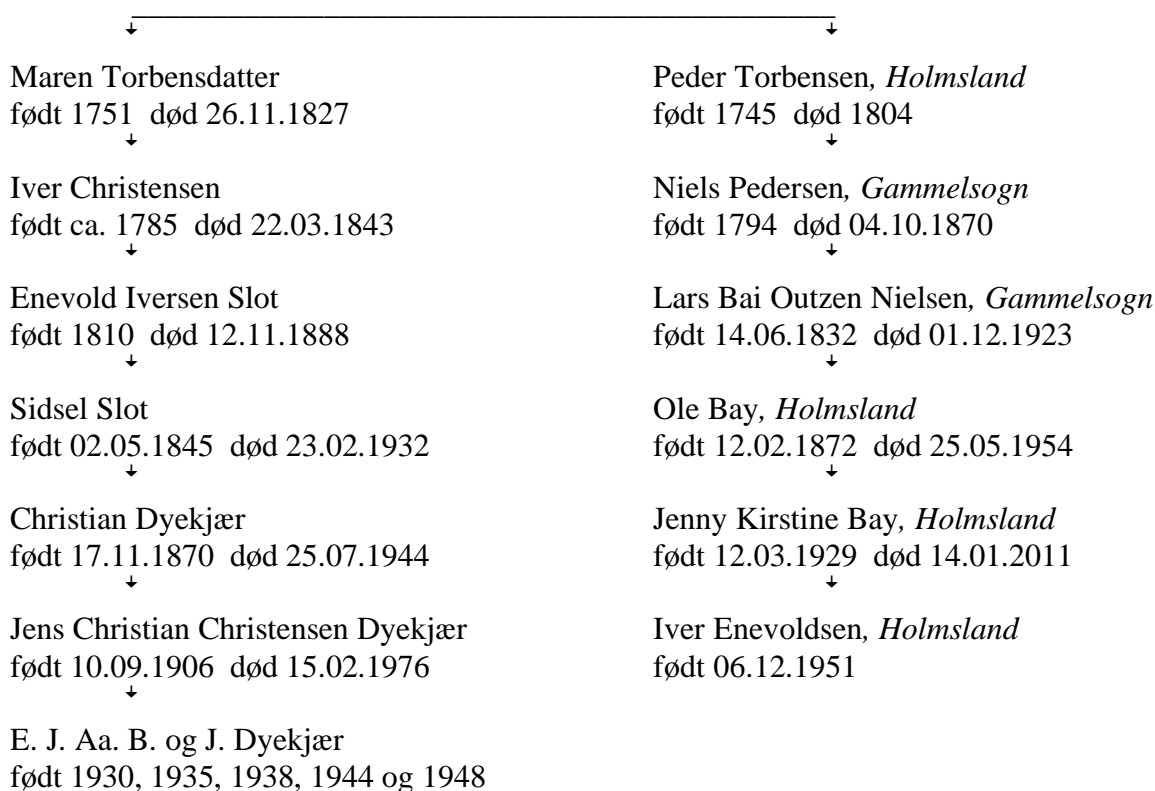 Maren Torbensdatter
født 1751 død 26.11.1827
Iver Christensen
født ca. 1785 død 22.03.1843
Enevold Iversen Slot
født 1810 død 12.11.1888
Sidsel Slot
født 02.05.1845 død 23.02.1932
Christian Dyekjær
født 17.11.1870 død 25.07.1944
Jens Christian Christensen Dyekjær
født 10.09.1906 død 15.02.1976
E. J. Aa. B. og J. Dyekjær
født 1930, 1935, 1938, 1944 og 1948
Peder Torbensen, Holmsland
født 1745 død 1804
Niels Pedersen, Gammelsogn
født 1794 død 04.10.1870
Lars Bai Outzen Nielsen, Gammelsogn
født 14.06.1832 død 01.12.1923
Ole Bay, Holmsland
født 12.02.1872 død 25.05.1954
Jenny Kirstine Bay, Holmsland
født 12.03.1929 død 14.01.2011
Iver Enevoldsen, Holmsland
født 06.12.1951